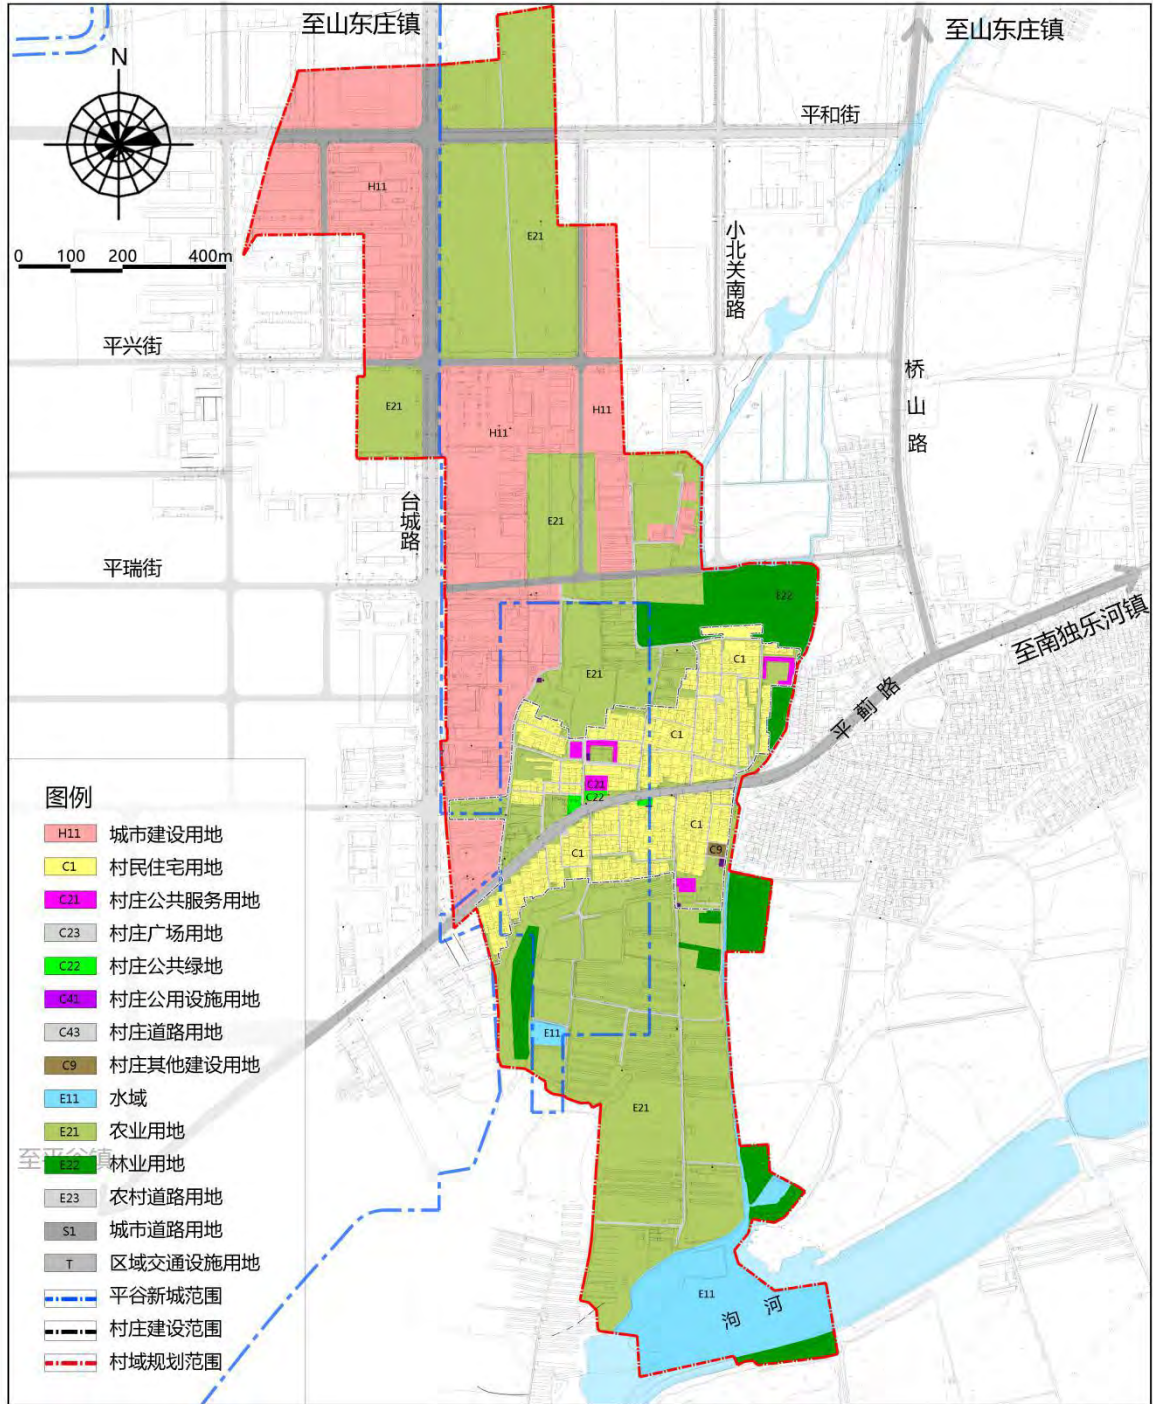 至山东庄镇
至山东庄镇
N
平和街
H11
E21
小北关南路
0 100 200 400m
平兴街
桥山路
E21
H11
H11
台城路
E21
平瑞街
E22
至南独乐河镇
C1
E21
平蓟路
C1
C21
C22
C1
C9
C1
E11
E21
E11
泃河
至平谷镇
图例
H11 城市建设用地
C1 村民住宅用地
C21 村庄公共服务用地
C23 村庄广场用地
C22 村庄公共绿地
C41 村庄公用设施用地
C43 村庄道路用地
C9 村庄其他建设用地
E11 水域
E21 农业用地
E22 林业用地
E23 农村道路用地
S1 城市道路用地
T 区域交通设施用地
平谷新城范围
村庄建设范围
村域规划范围